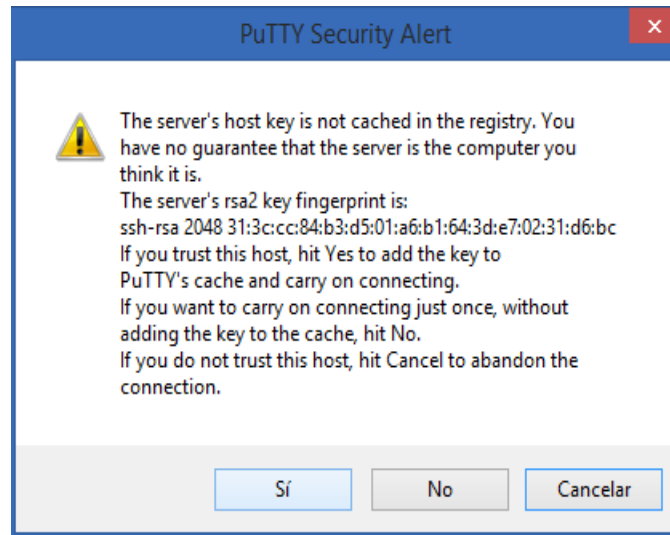 PuTTY Security Alert
The server's host key is not cached in the registry. You
have no guarantee that the server is the computer you
think it is.
The server's rsa2 key fingerprint is:
ssh-rsa 2048 31:3c:cc:84:b3:d5:01:a6:b1:64:3d:e7:02:31:d6:bc
If you trust this host, hit Yes to add the key to
PuTTY's cache and carry on connecting.
If you want to carry on connecting just once, without
adding the key to the cache, hit No.
If you do not trust this host, hit Cancel to abandon the
connection.
Sí No Cancelar